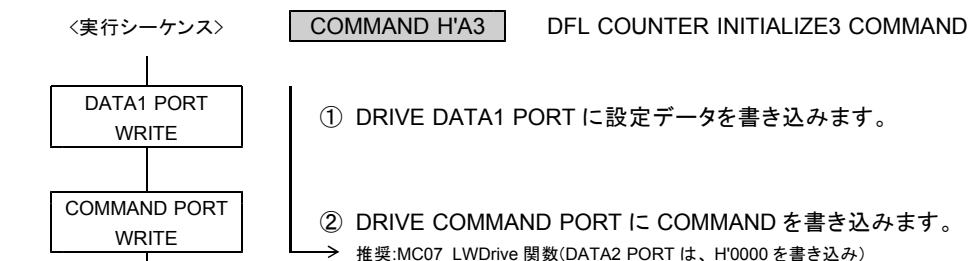 <実行シーケンス> COMMAND H'A3 DFL COUNTER INITIALIZE3 COMMAND
DATA1 PORT
WRITE
① DRIVE DATA1 PORT に設定データを書き込みます。
COMMAND PORT
WRITE
② DRIVE COMMAND PORT に COMMAND を書き込みます。
推奨:MC07_LWDrive 関数(DATA2 PORT は、H'0000 を書き込み)